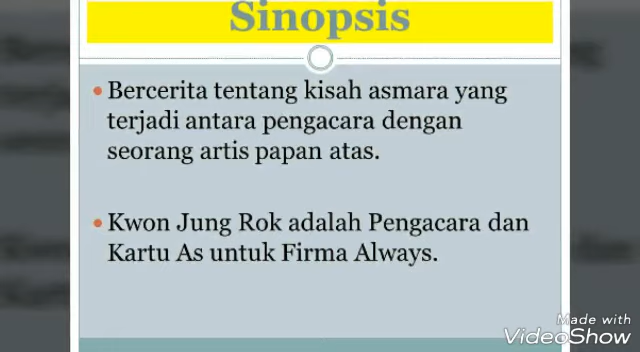 Sinopsis
Bercerita tentang kisah asmara yang
terjadi antara pengacara dengan
seorang artis papan atas.
Kwon Jung Rok adalah Pengacara dan
Kartu As untuk Firma Always.
Made with
VideoShow